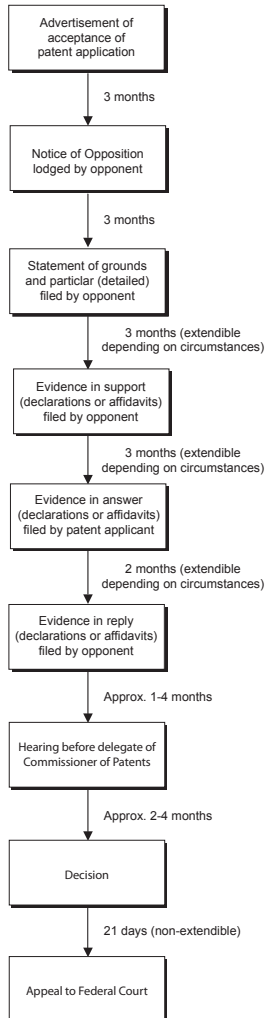 Advertisement of
acceptance of
patent application
3 months
Notice of Opposition
lodged by opponent
3 months
Statement of grounds
and particlar (detailed)
filed by opponent
3 months (extendible
depending on circumstances)
Evidence in support
(declarations or affidavits)
filed by opponent
3 months (extendible
depending on circumstances)
Evidence in answer
(declarations or affidavits)
filed by patent applicant
2 months (extendible
depending on circumstances)
Evidence in reply
(declarations or affidavits)
filed by opponent
Approx. 1-4 months
Hearing before delegate of
Commissioner of Patents
Approx. 2-4 months
Decision
21 days (non-extendible)
Appeal to Federal Court